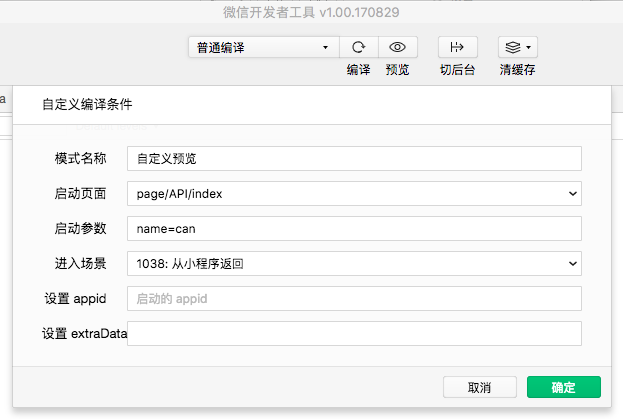 微信开发者工具 v1.00.170829
普通编译
编译 预览 切后台 清缓存
a
自定义编译条件
模式名称 自定义预览
启动页面 page/API/index
启动参数 name=can
进入场景 1038: 从小程序返回
设置 appid 启动的 appid
设置 extraData
取消 确定